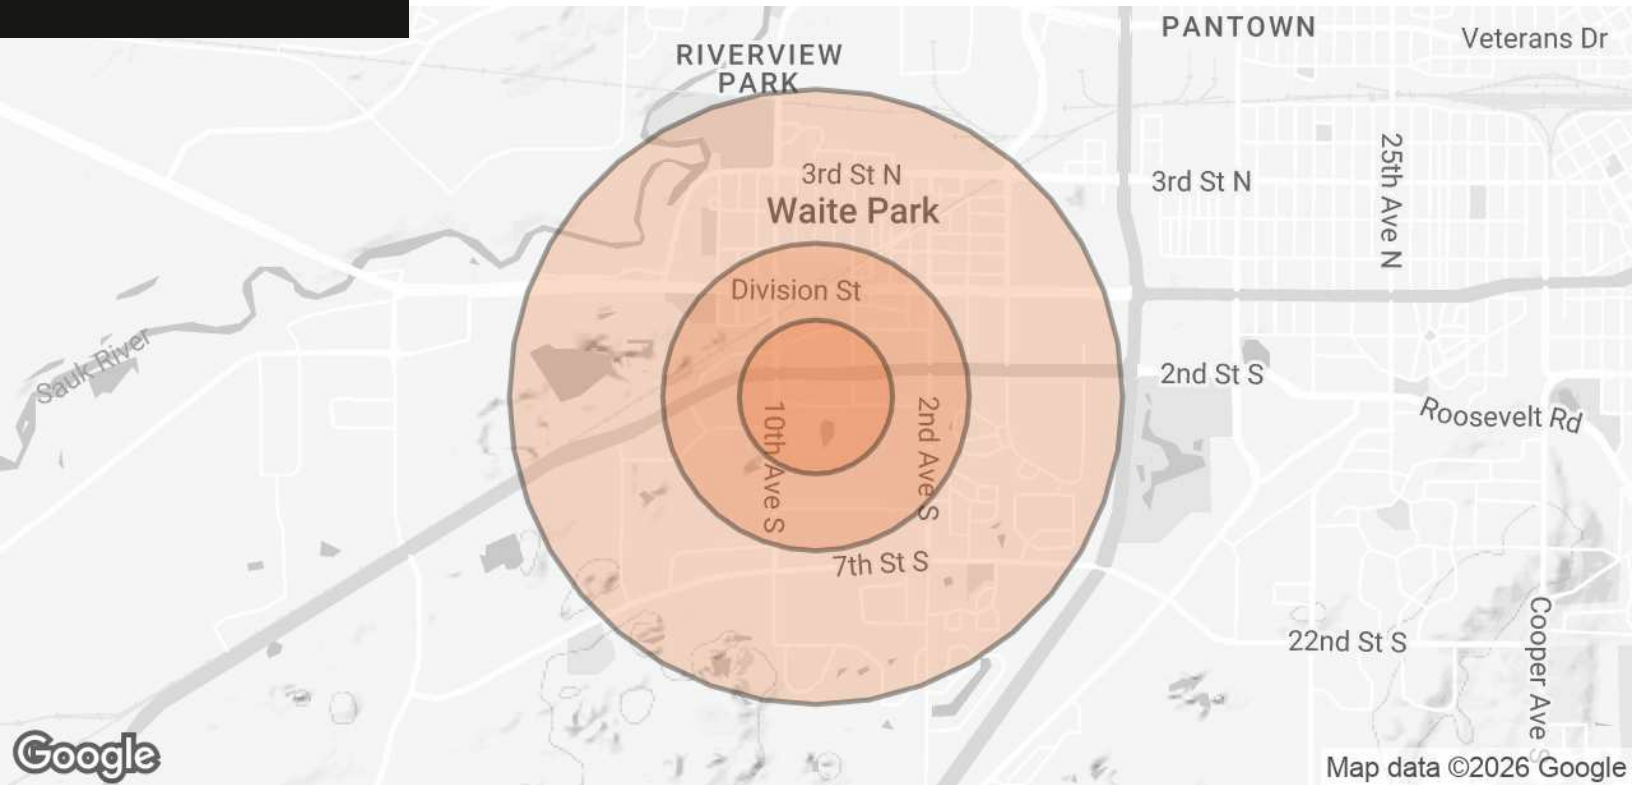 PANTOWN
Veterans Dr
RIVERVIEW
PARK
25th Ave N
3rd St N
3rd St N
Waite Park
Division St
Sauk River
2nd St S
10th Ave S
2nd Ave S
Roosevelt Rd
7th St S
Cooper Ave S
22nd St S
Google
Map data ©2026 Google